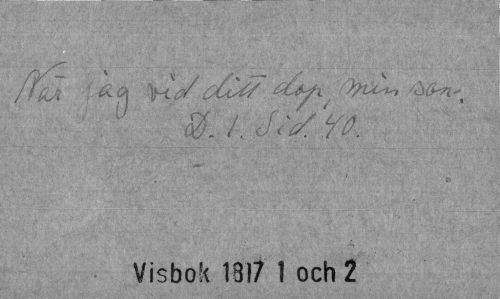 När jag vid ditt dop, min son.
D. 1. Sid. 40.
Visbok 1817 1 och 2